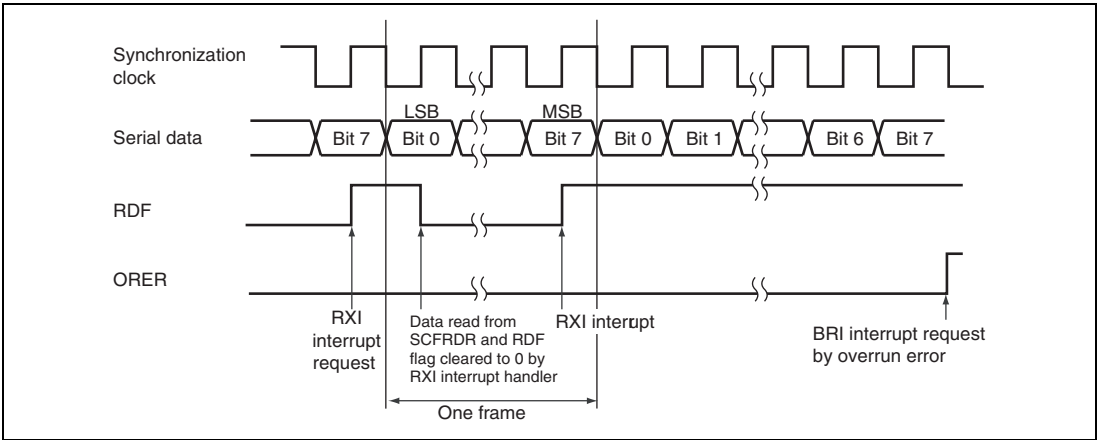 Synchronization
clock
LSB
MSB
Serial data
Bit 7
Bit 0
Bit 7
Bit 0
Bit 1
Bit 6
Bit 7
RDF
ORER
RXI
interrupt
request
Data read from
SCFRDR and RDF
flag cleared to 0 by
RXI interrupt handler
RXI interrupt
BRI interrupt request
by overrun error
One frame